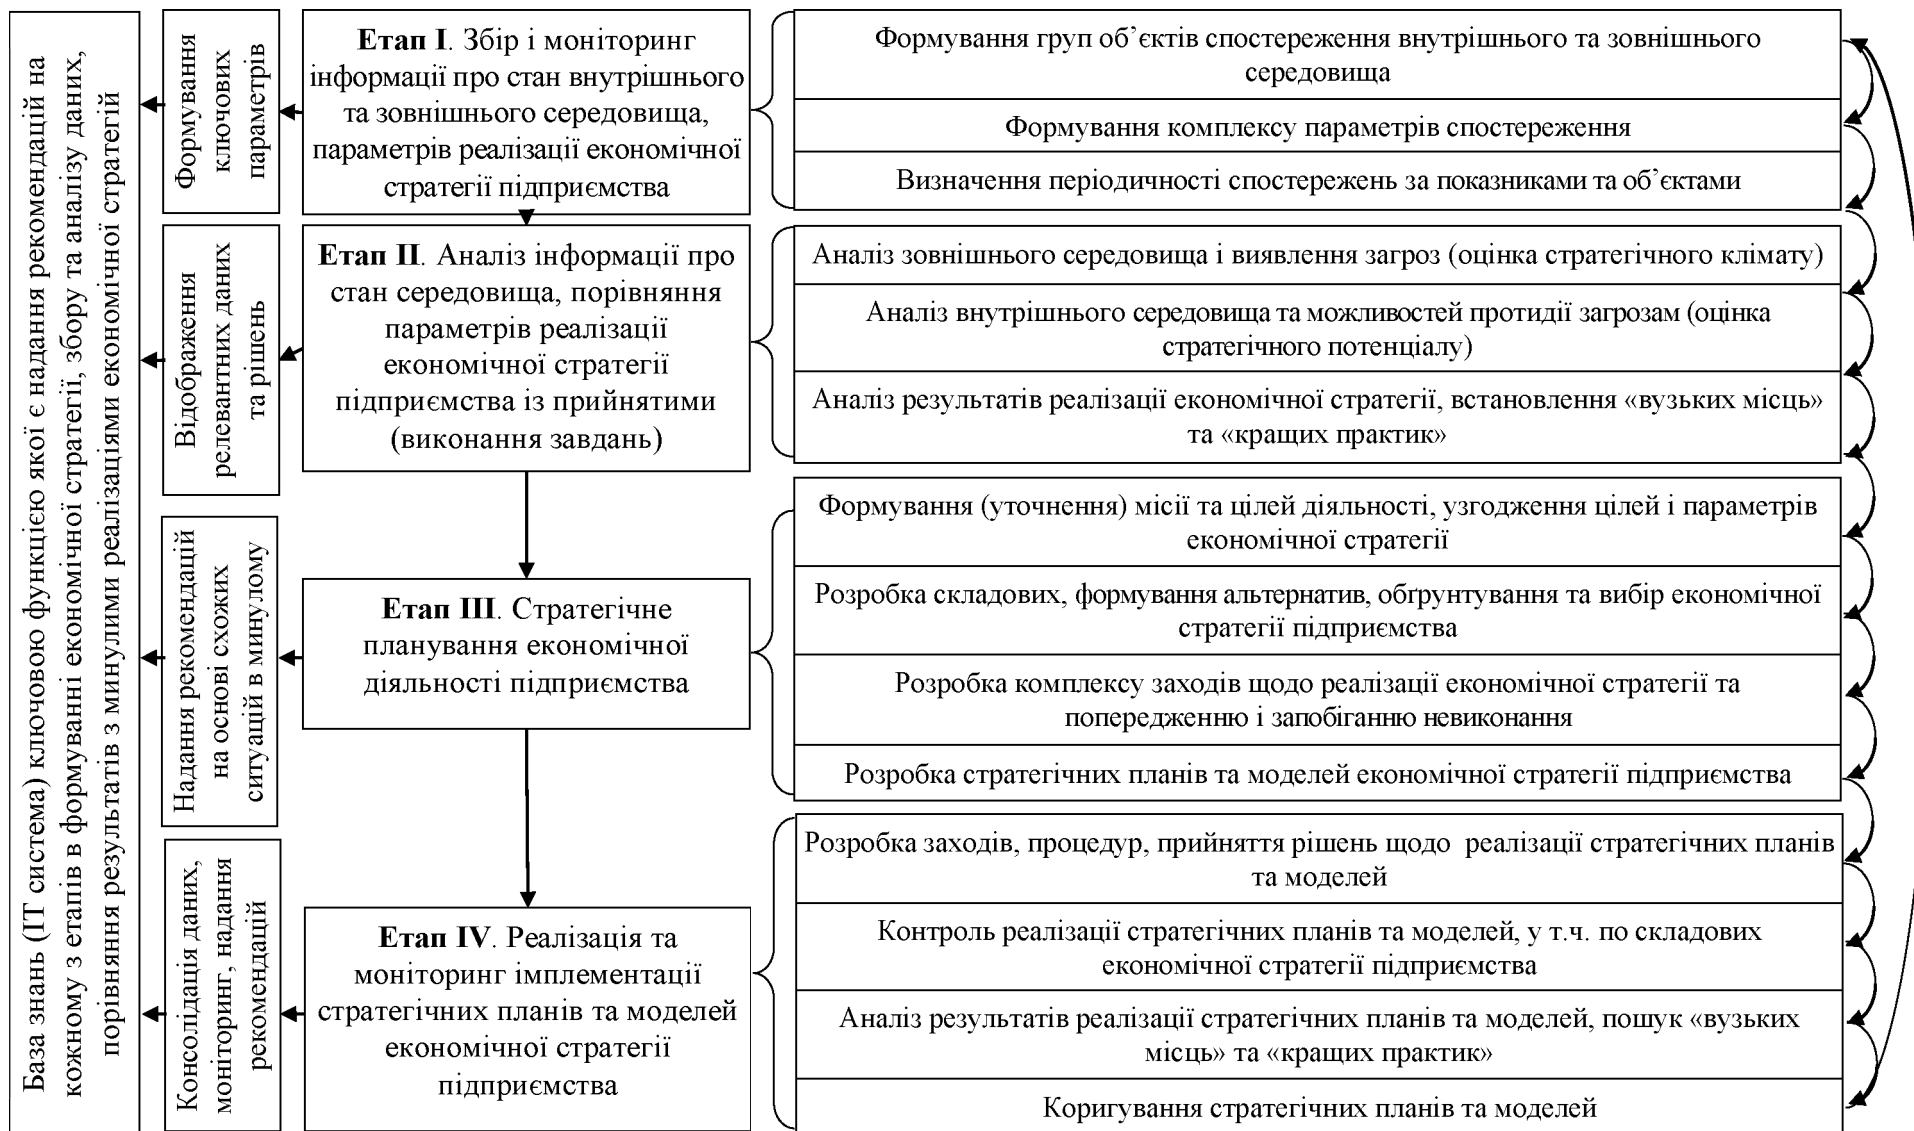 База знань (ІТ система) ключовою функцією якої є надання рекомендацій на
кожному з етапів в формуванні економічної стратегії, збору та аналізу даних,
порівняння результатів з минулими реалізаціями економічної стратегій
Формування
ключових
параметрів
Етап I. Збір і моніторинг
інформації про стан внутрішнього
та зовнішнього середовища,
параметрів реалізації економічної
стратегії підприємства
Формування груп об’єктів спостереження внутрішнього та зовнішнього
середовища
Формування комплексу параметрів спостереження
Визначення періодичності спостережень за показниками та об’єктами
Відображення
релевантних даних
та рішень
Етап II. Аналіз інформації про
стан середовища, порівняння
параметрів реалізації
економічної стратегії
підприємства із прийнятими
(виконання завдань)
Аналіз зовнішнього середовища і виявлення загроз (оцінка стратегічного клімату)
Аналіз внутрішнього середовища та можливостей протидії загрозам (оцінка
стратегічного потенціалу)
Аналіз результатів реалізації економічної стратегії, встановлення «вузьких місць»
та «кращих практик»
Надання рекомендацій
на основі схожих
ситуацій в минулому
Етап III. Стратегічне
планування економічної
діяльності підприємства
Формування (уточнення) місії та цілей діяльності, узгодження цілей і параметрів
економічної стратегії
Розробка складових, формування альтернатив, обґрунтування та вибір економічної
стратегії підприємства
Розробка комплексу заходів щодо реалізації економічної стратегії та
попередженню і запобіганню невиконання
Розробка стратегічних планів та моделей економічної стратегії підприємства
Консолідація даних,
моніторинг, надання
рекомендацій
Етап IV. Реалізація та
моніторинг імплементації
стратегічних планів та моделей
економічної стратегії
підприємства
Розробка заходів, процедур, прийняття рішень щодо реалізації стратегічних планів
та моделей
Контроль реалізації стратегічних планів та моделей, у т.ч. по складових
економічної стратегії підприємства
Аналіз результатів реалізації стратегічних планів та моделей, пошук «вузьких
місць» та «кращих практик»
Коригування стратегічних планів та моделей